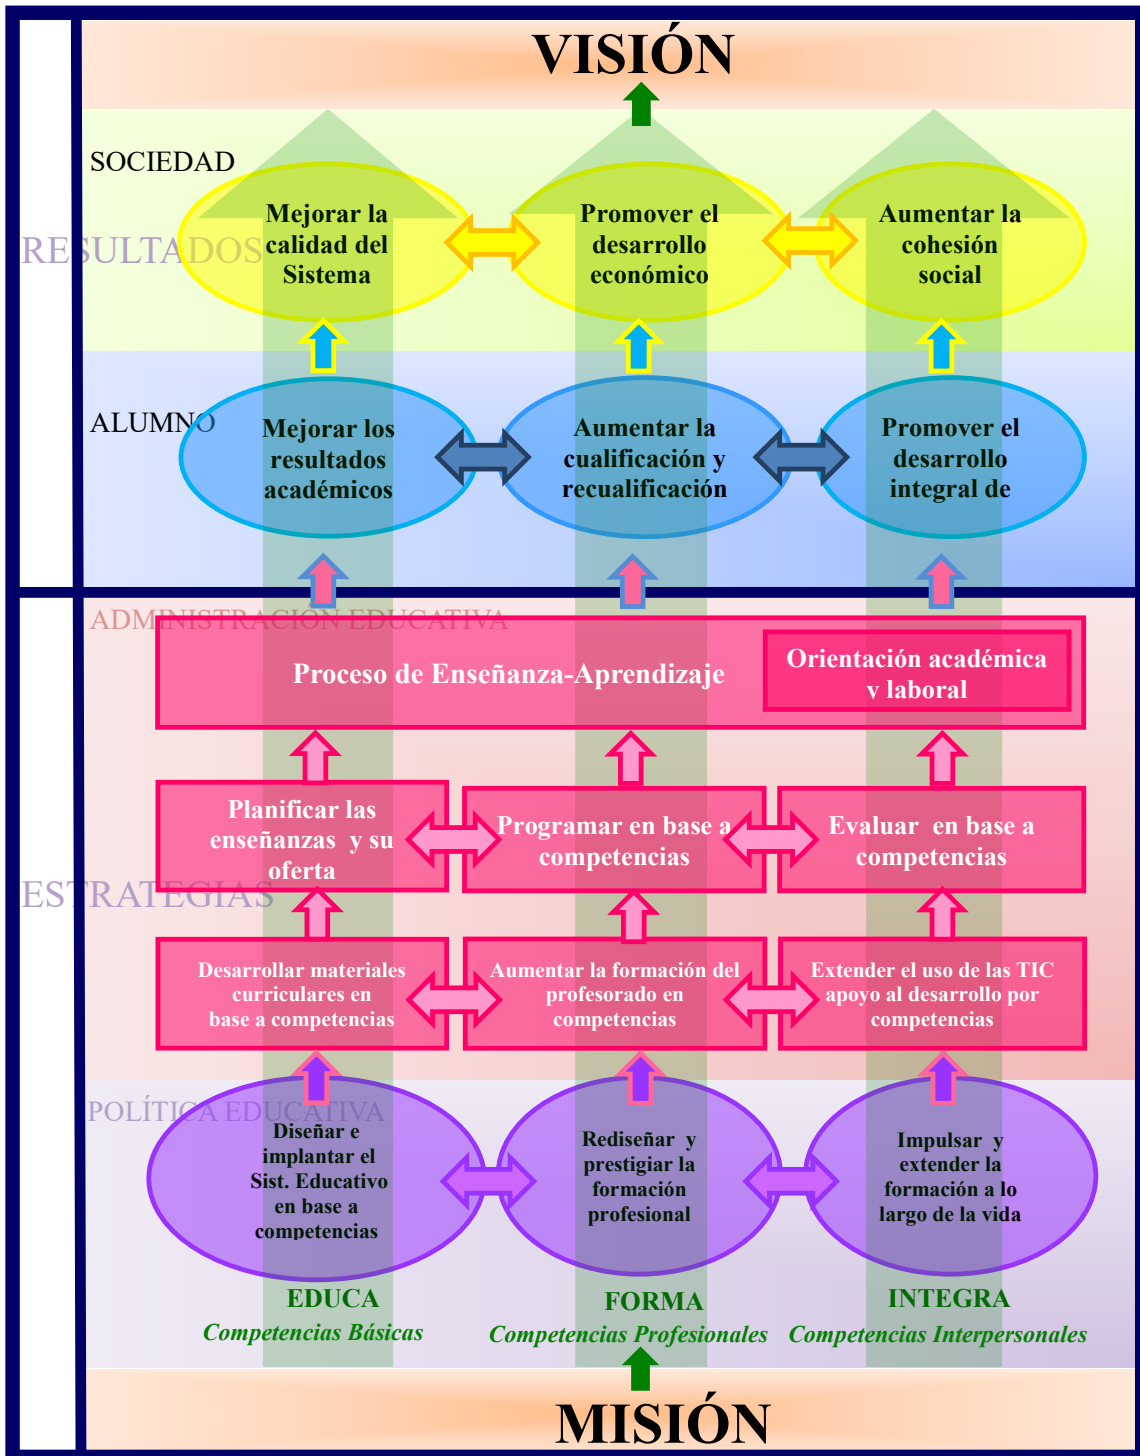 VISIÓN
SOCIEDAD
RESULTADOS
Mejorar la
calidad del
Sistema
Promover el
desarrollo
económico
Aumentar la
cohesión
social
ALUMNO
Mejorar los
resultados
académicos
Aumentar la
cualificación y
recualificación
Promover el
desarrollo
integral de
ADMINISTRACIÓN EDUCATIVA
Proceso de Enseñanza-Aprendizaje
Orientación académica
y laboral
ESTRATEGIAS
Planificar las
enseñanzas y su
oferta
Programar en base a
competencias
Evaluar en base a
competencias
Desarrollar materiales
curriculares en
base a competencias
Aumentar la formación del
profesorado en
competencias
Extender el uso de las TIC
apoyo al desarrollo por
competencias
POLÍTICA EDUCATIVA
Diseñar e
implantar el
Sist. Educativo
en base a
competencias
Rediseñar y
prestigiar la
formación
profesional
Impulsar y
extender la
formación a lo
largo de la vida
EDUCA
Competencias Básicas
FORMA
Competencias Profesionales
INTEGRA
Competencias Interpersonales
MISIÓN